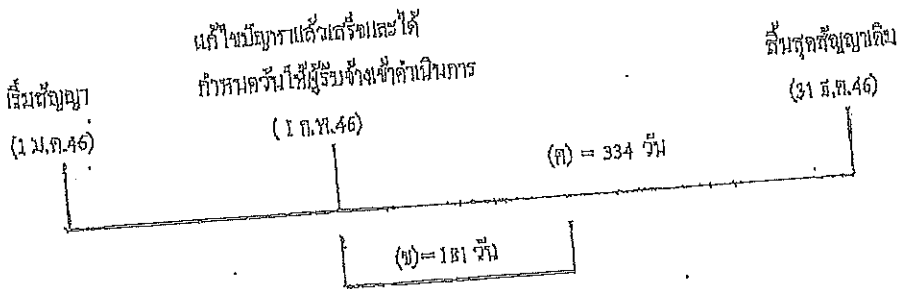 แก้ไขปัญหาแล้วเสร็จและได้
กำหนดวันให้ผู้รับจ้างเข้าดำเนินการ
(1 ก.พ.46)
เริ่มสัญญา
(1 ม.ค.46)
สิ้นสุดสัญญาเดิม
(31 ธ.ค.46)
(ค) = 334 วัน
(ข) = 181 วัน